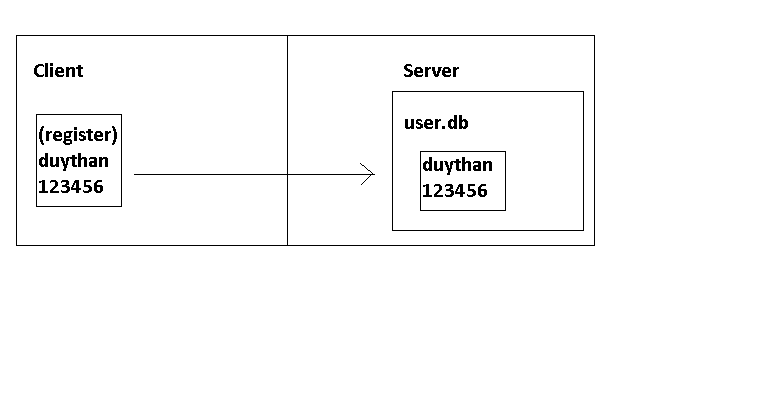 Client
(register)
duythan
123456
Server
user.db
duythan
123456